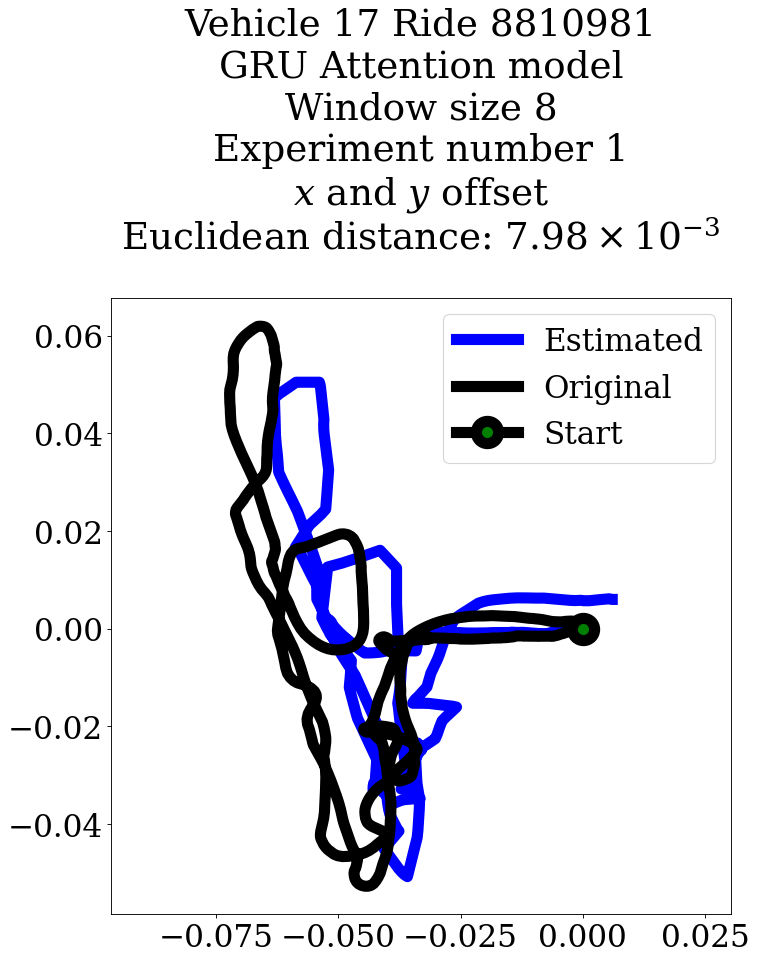 Vehicle 17 Ride 8810981
GRU Attention model
Window size 8
Experiment number 1
x and y offset
Euclidean distance: 7.98 × 10⁻³
Estimated
Original
Start
0.06
0.04
0.02
0.00
−0.02
−0.04
−0.075 −0.050 −0.025 0.000 0.025